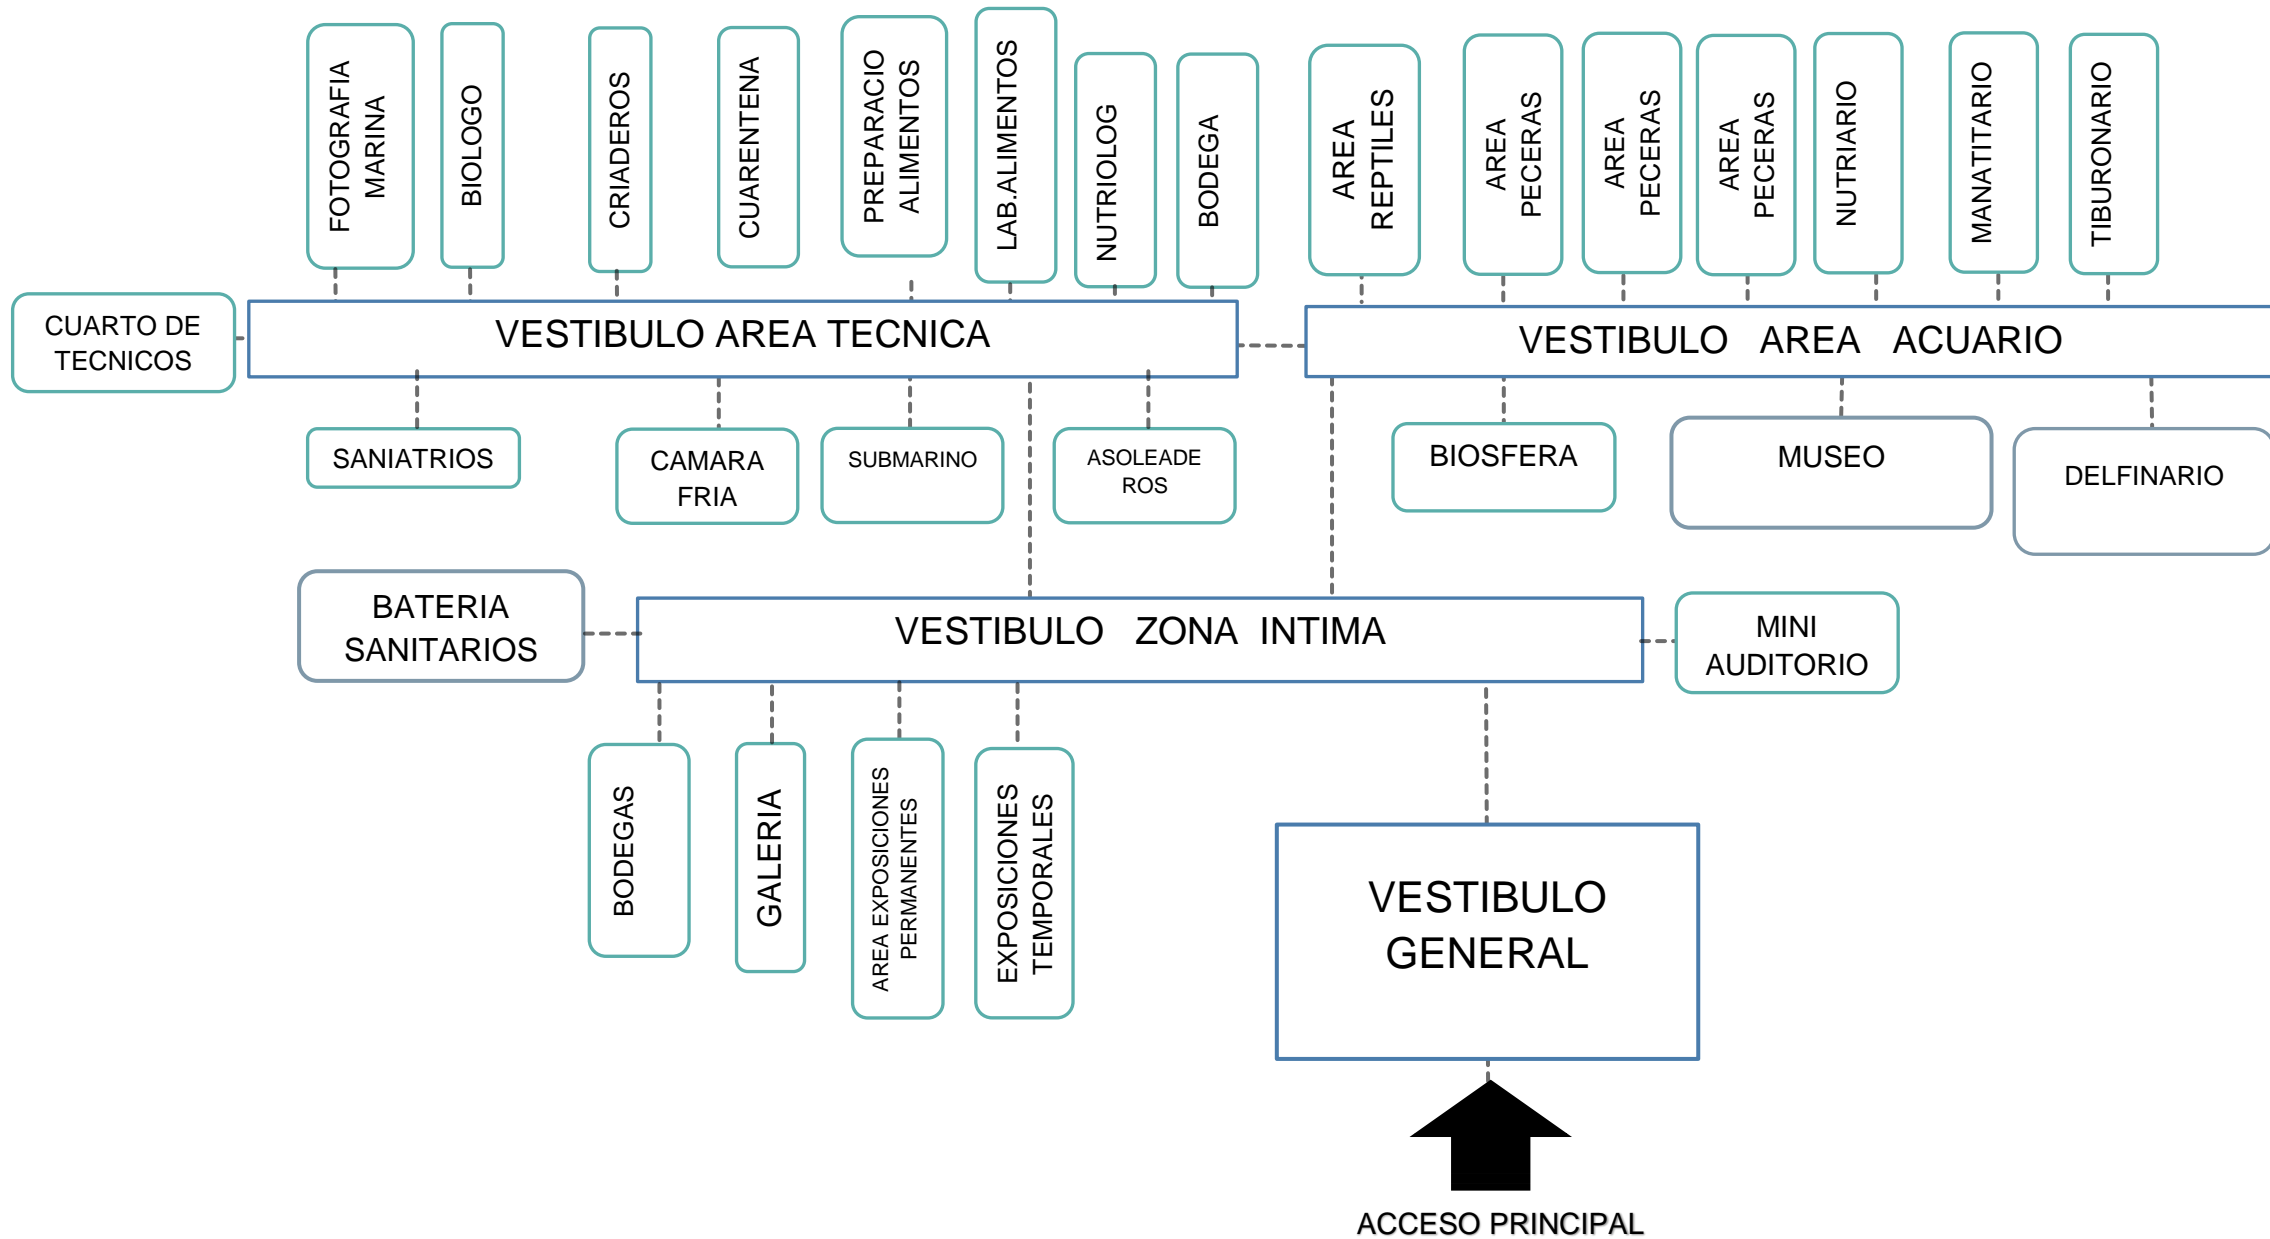 FOTOGRAFIA
MARINA
BIOLOGO
CRIADEROS
CUARENTENA
PREPARACIO
ALIMENTOS
LAB.ALIMENTOS
NUTRIOLOG
BODEGA
AREA
REPTILES
AREA
PECERAS
AREA
PECERAS
AREA
PECERAS
NUTRIARIO
MANATITARIO
TIBURONARIO
CUARTO DE
TECNICOS
VESTIBULO AREA TECNICA
VESTIBULO AREA ACUARIO
SANIATRIOS
CAMARA
FRIA
SUBMARINO
ASOLEADE
ROS
BIOSFERA
MUSEO
DELFINARIO
BATERIA
SANITARIOS
VESTIBULO ZONA INTIMA
MINI
AUDITORIO
BODEGAS
GALERIA
AREA EXPOSICIONES
PERMANENTES
EXPOSICIONES
TEMPORALES
VESTIBULO
GENERAL
ACCESO PRINCIPAL